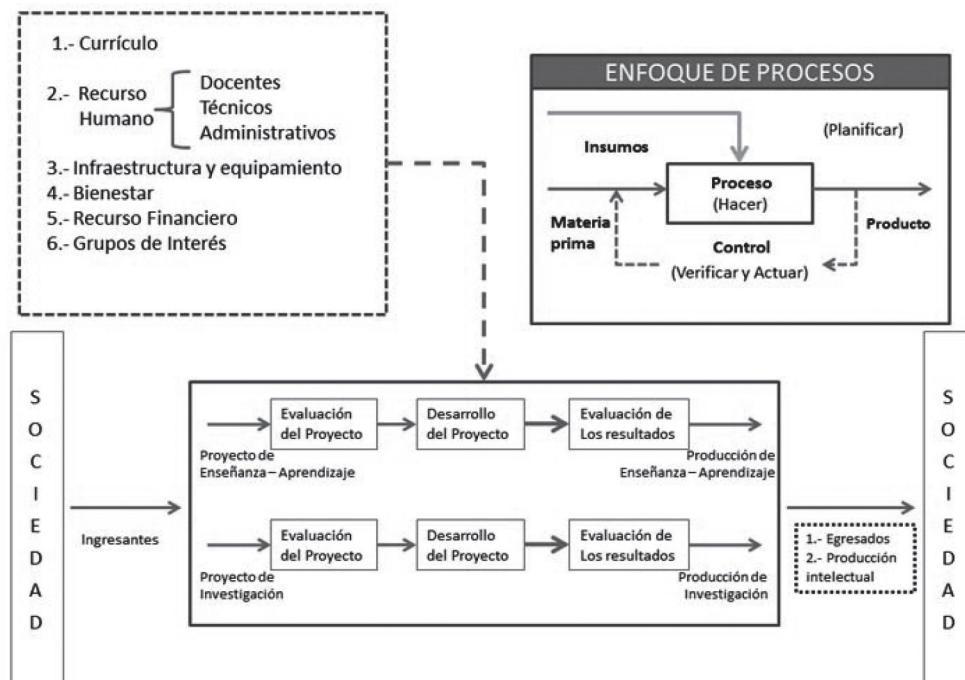 1.- Currículo
2.- Recurso
Humano
Docentes
Técnicos
Administrativos
3.- Infraestructura y equipamiento
4.- Bienestar
5.- Recurso Financiero
6.- Grupos de Interés
ENFOQUE DE PROCESOS
(Planificar)
Insumos
Proceso
(Hacer)
Materia
prima
Producto
Control
(Verificar y Actuar)
SOCIEDAD
Ingresantes
Evaluación
del Proyecto
Desarrollo
del Proyecto
Evaluación de
Los resultados
Proyecto de
Enseñanza – Aprendizaje
Producción de
Enseñanza – Aprendizaje
Evaluación
del Proyecto
Desarrollo
del Proyecto
Evaluación de
Los resultados
Proyecto de
Investigación
Producción de
Investigación
1.- Egresados
2.- Producción
intelectual
SOCIEDAD